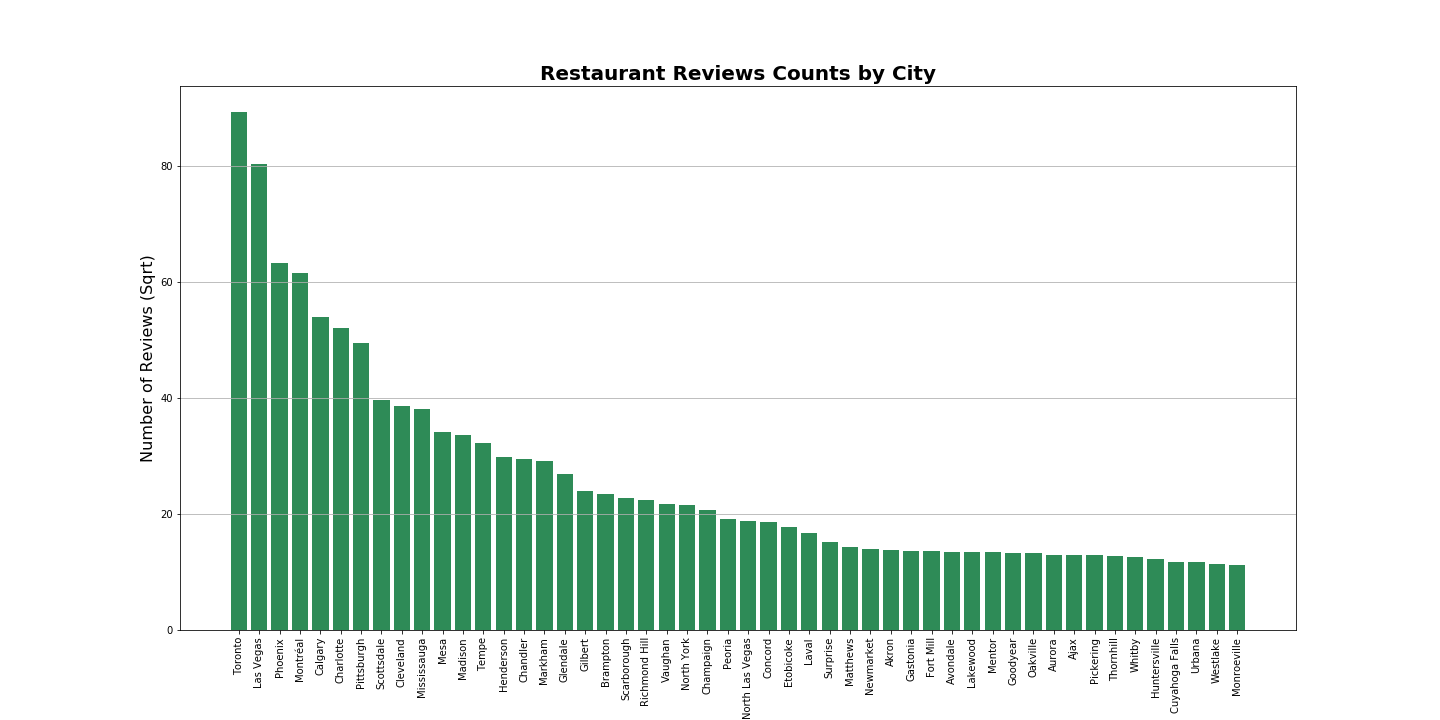 Restaurant Reviews Counts by City
Number of Reviews (Sqrt)
80
60
40
20
0
Toronto
Las Vegas
Phoenix
Montréal
Calgary
Charlotte
Pittsburgh
Scottsdale
Cleveland
Mississauga
Mesa
Madison
Tempe
Henderson
Chandler
Markham
Glendale
Gilbert
Brampton
Scarborough
Richmond Hill
Vaughan
North York
Champaign
Peoria
North Las Vegas
Concord
Etobicoke
Laval
Surprise
Matthews
Newmarket
Akron
Gastonia
Fort Mill
Avondale
Lakewood
Mentor
Goodyear
Oakville
Aurora
Ajax
Pickering
Thornhill
Whitby
Huntersville
Cuyahoga Falls
Urbana
Westlake
Monroeville